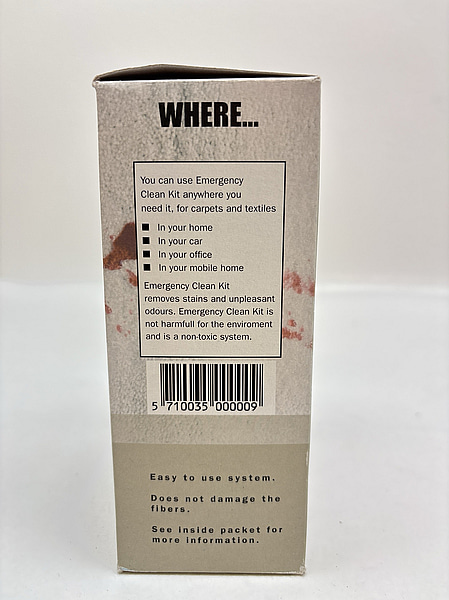 WHERE...
You can use Emergency
Clean Kit anywhere you
need it, for carpets and textiles
■ In your home
■ In your car
■ In your office
■ In your mobile home
Emergency Clean Kit
removes stains and unpleasant
odours. Emergency Clean Kit is
not harmfull for the enviroment
and is a non-toxic system.
5 710035 000009
Easy to use system.
Does not damage the
fibers.
See inside packet for
more information.